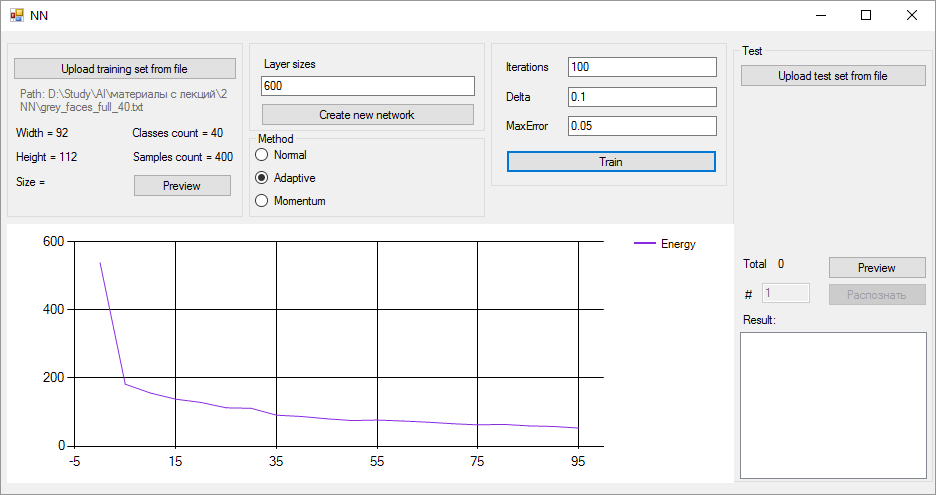 NN
Upload training set from file
Path: D:\Study\AI\материалы с лекций\2
NN\grey_faces_full_40.txt
Width = 92
Classes count = 40
Height = 112
Samples count = 400
Size =
Preview
Layer sizes
600
Create new network
Method
Normal
Adaptive
Momentum
Iterations
100
Delta
0.1
MaxError
0.05
Train
Test
Upload test set from file
Total 0
Preview
# 1
Распознать
Result:
Energy
600
400
200
0
-5 15 35 55 75 95